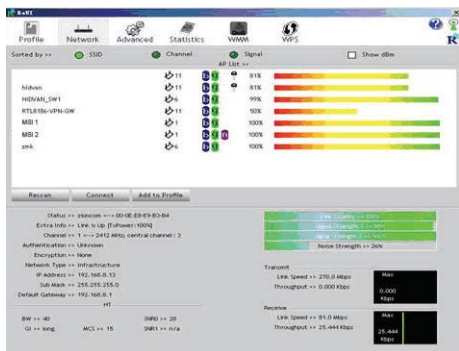 RaUI
Profile Network Advanced Statistics WMM WPS
Sorted by >> SSID Channel Signal Show dBm
AP List >>
11 81%
hidvan 11 81%
HIDVAN_SW1 6 99%
RTL8186-VPN-GW 11 50%
MSI 1 1 100%
MSI 2 1 100%
smk 6 100%
Rescan Connect Add to Profile
Status >> zioncom <--> 00-0E-E8-E9-B3-B4
Extra Info >> Link is Up [TxPower:100%]
Channel >> 1 <--> 2412 MHz; central channel : 3
Authentication >> Unknown
Encryption >> None
Network Type >> Infrastructure
IP Address >> 192.168.0.13
Sub Mask >> 255.255.255.0
Default Gateway >> 192.168.0.1
HT
BW >> 40 SNR0 >> 28
GI >> long MCS >> 15 SNR1 >> n/a
Noise Strength >> 26%
Transmit
Link Speed >> 270.0 Mbps
Throughput >> 0.000 Kbps
Max
0.000
Kbps
Receive
Link Speed >> 81.0 Mbps
Throughput >> 25.444 Kbps
Max
25.444
Kbps